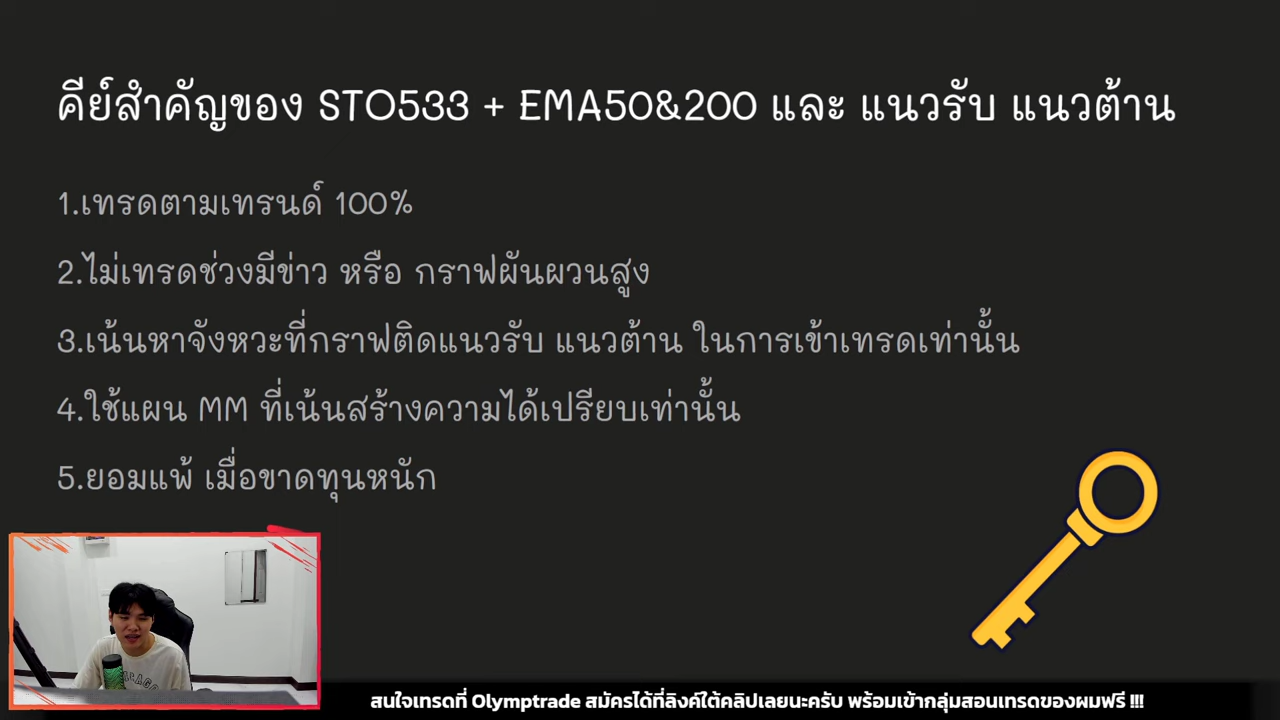 คีย์สำคัญของ STO533 + EMA50&200 และ แนวรับ แนวต้าน
1.เทรดตามเทรนด์ 100%
2.ไม่เทรดช่วงมีข่าว หรือ กราฟผันผวนสูง
3.เน้นหาจังหวะที่กราฟติดแนวรับ แนวต้าน ในการเข้าเทรดเท่านั้น
4.ใช้แผน MM ที่เน้นสร้างความได้เปรียบเท่านั้น
5.ยอมแพ้ เมื่อขาดทุนหนัก
สนใจเทรดที่ Olymptrade สมัครได้ที่ลิงค์ใต้คลิปเลยนะครับ พร้อมเข้ากลุ่มสอนเทรดของผมฟรี !!!